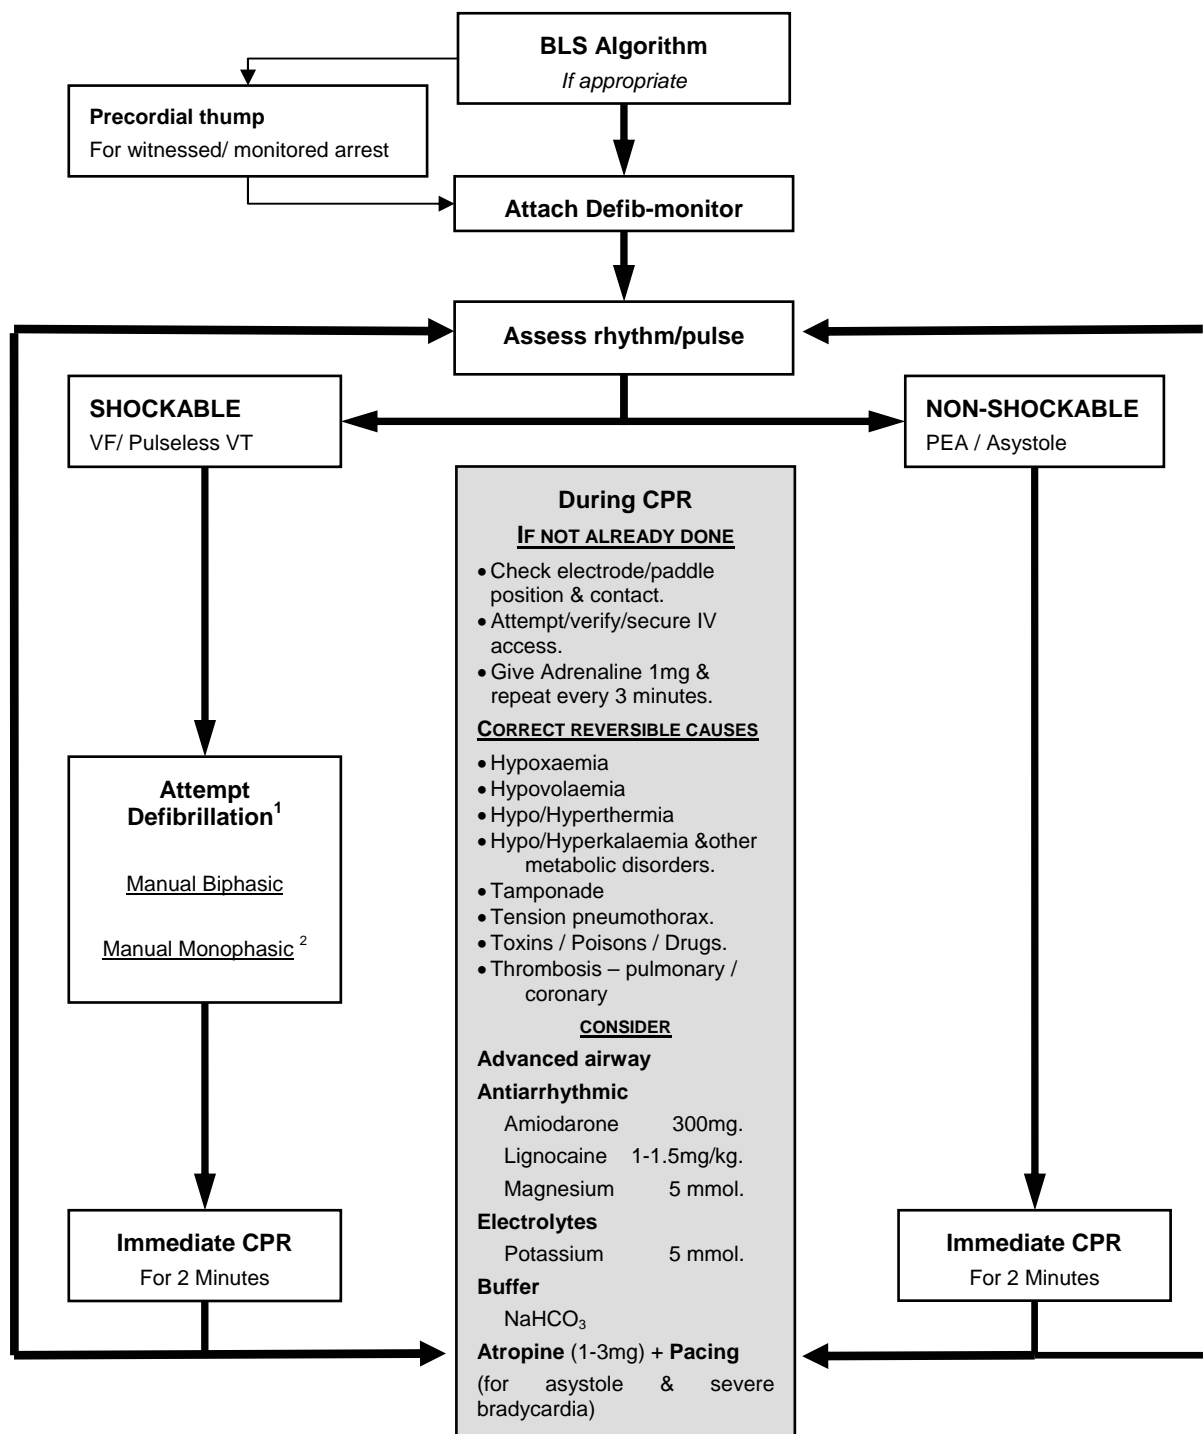 BLS Algorithm
If appropriate
Precordial thump
For witnessed/ monitored arrest
Attach Defib-monitor
Assess rhythm/pulse
SHOCKABLE
VF/ Pulseless VT
NON-SHOCKABLE
PEA / Asystole
During CPR
IF NOT ALREADY DONE
• Check electrode/paddle
position & contact.
• Attempt/verify/secure IV
access.
• Give Adrenaline 1mg &
repeat every 3 minutes.
CORRECT REVERSIBLE CAUSES
• Hypoxaemia
• Hypovolaemia
• Hypo/Hyperthermia
• Hypo/Hyperkalaemia &other
metabolic disorders.
• Tamponade
• Tension pneumothorax.
• Toxins / Poisons / Drugs.
• Thrombosis – pulmonary /
coronary
CONSIDER
Advanced airway
Antiarrhythmic
Amiodarone 300mg.
Lignocaine 1-1.5mg/kg.
Magnesium 5 mmol.
Electrolytes
Potassium 5 mmol.
Buffer
NaHCO₃
Atropine (1-3mg) + Pacing
(for asystole & severe
bradycardia)
Attempt
Defibrillation¹
Manual Biphasic
Manual Monophasic ²
Immediate CPR
For 2 Minutes
Immediate CPR
For 2 Minutes